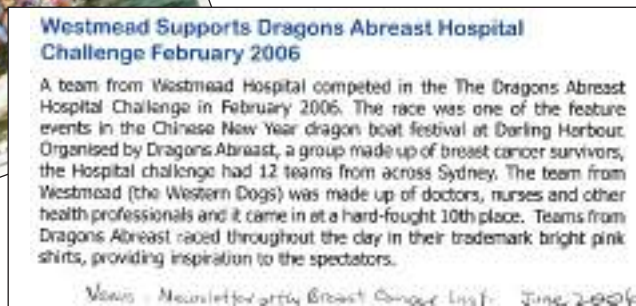 Westmead Supports Dragons Abreast Hospital
Challenge February 2006
A team from Westmead Hospital competed in the The Dragons Abreast
Hospital Challenge in February 2006. The race was one of the feature
events in the Chinese New Year dragon boat festival at Darling Harbour.
Organised by Dragons Abreast, a group made up of breast cancer survivors,
the Hospital challenge had 12 teams from across Sydney. The team from
Westmead (the Western Dogs) was made up of doctors, nurses and other
health professionals and it came in at a hard-fought 10th place. Teams from
Dragons Abreast raced throughout the day in their trademark bright pink
shirts, providing inspiration to the spectators.
Newsletter of the Breast Cancer Inst. June 2006